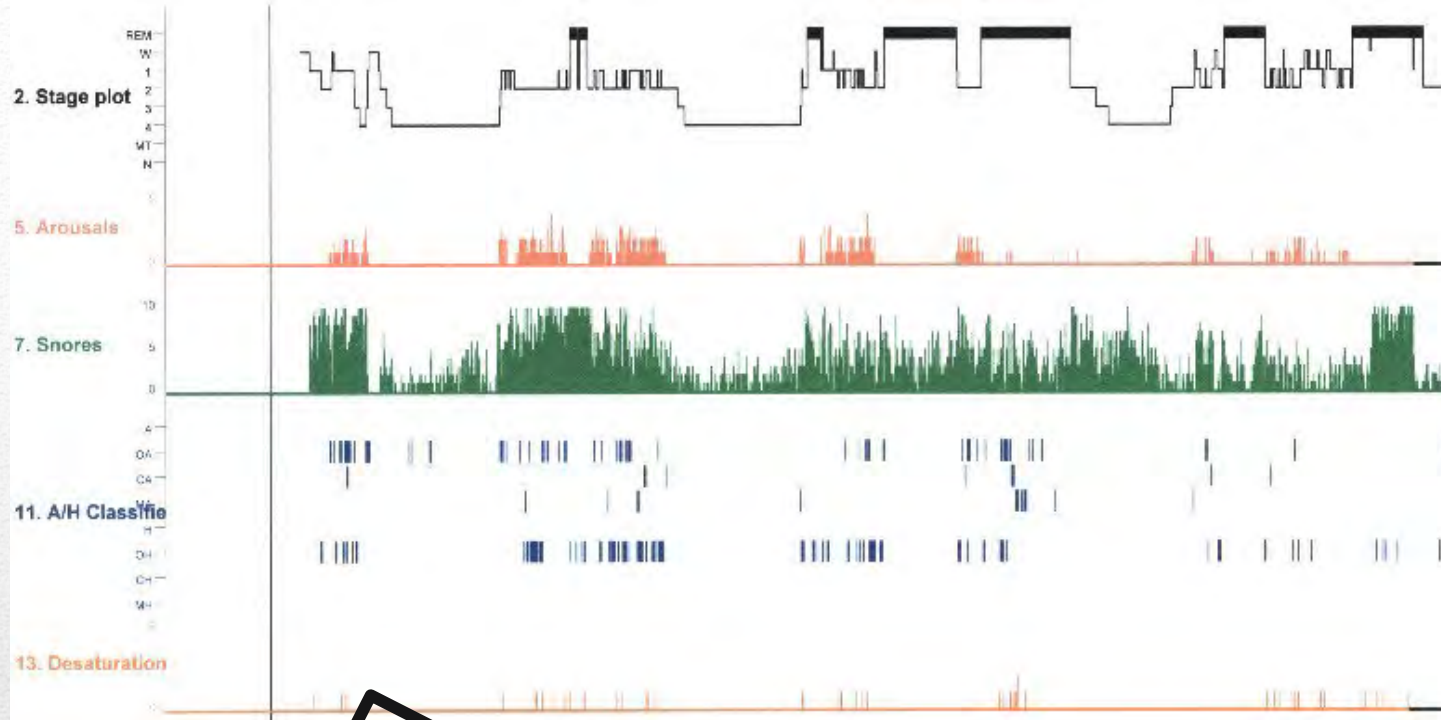 REM
W
1
2. Stage plot
2
3
4
MT
N
5. Arousals
10
7. Snores
5
0
A
OA
CA
MA
11. A/H Classifie
H
OH
CH
MH
13. Desaturation